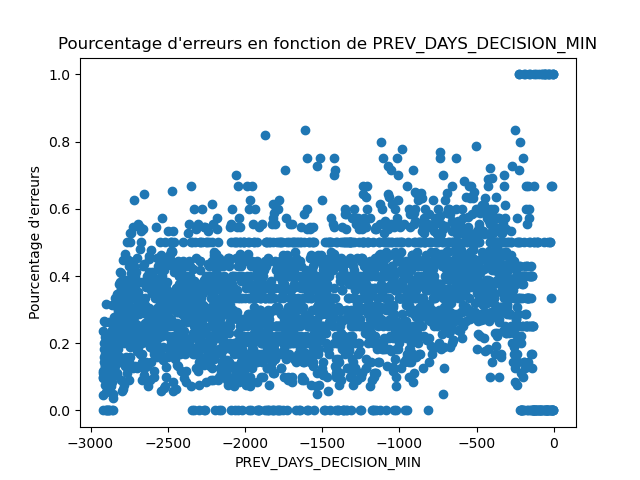 Pourcentage d'erreurs en fonction de PREV_DAYS_DECISION_MIN
1.0
0.8
0.6
0.4
0.2
0.0
Pourcentage d'erreurs
−3000 −2500 −2000 −1500 −1000 −500 0
PREV_DAYS_DECISION_MIN